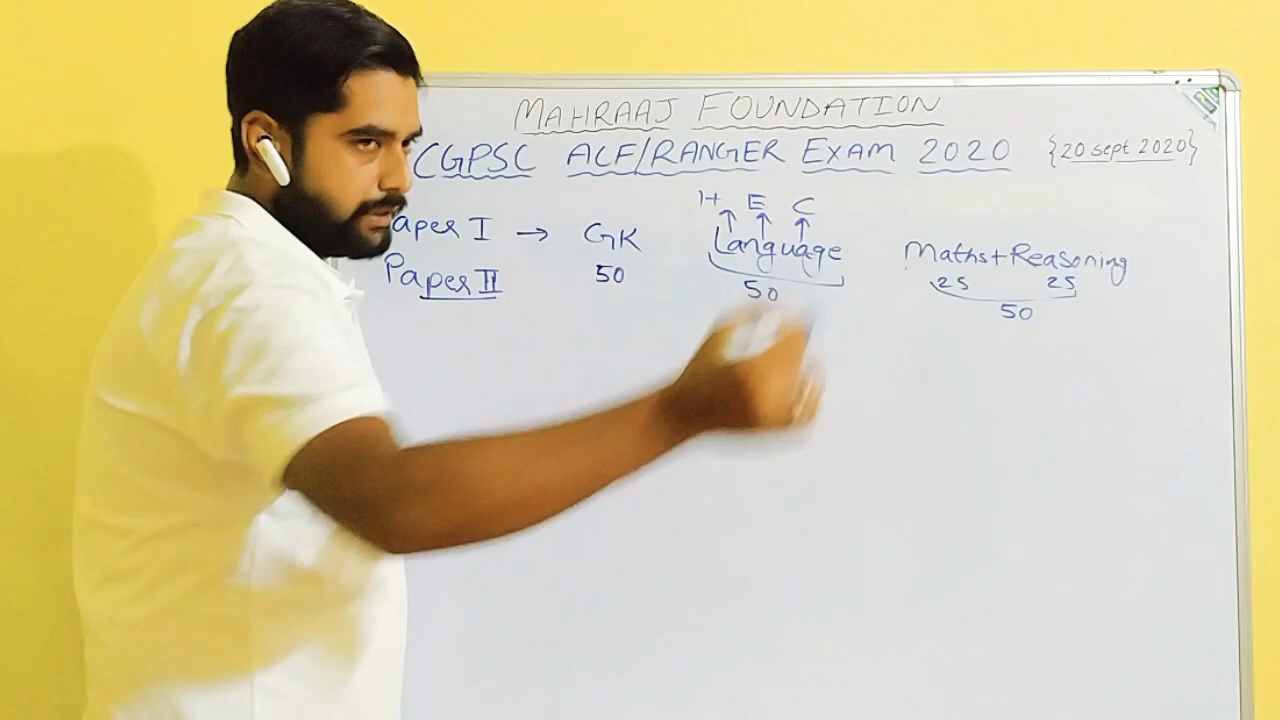 MAHRAAJ FOUNDATION
CGPSC ACF/RANGER EXAM 2020 {20 sept 2020}
H E C
aper I → GK Language Maths+Reasoning
Paper II 50 50 25 25
50